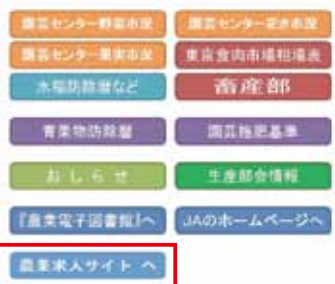 園芸センター野菜市況 園芸センター花き市況
園芸センター果実市況 東京食肉市場相場表
水稲防除暦など 畜産部
青果物防除暦 園芸施肥基準
おしらせ 生産部会情報
『農業電子図書館』へ JAのホームページへ
農業求人サイト へ